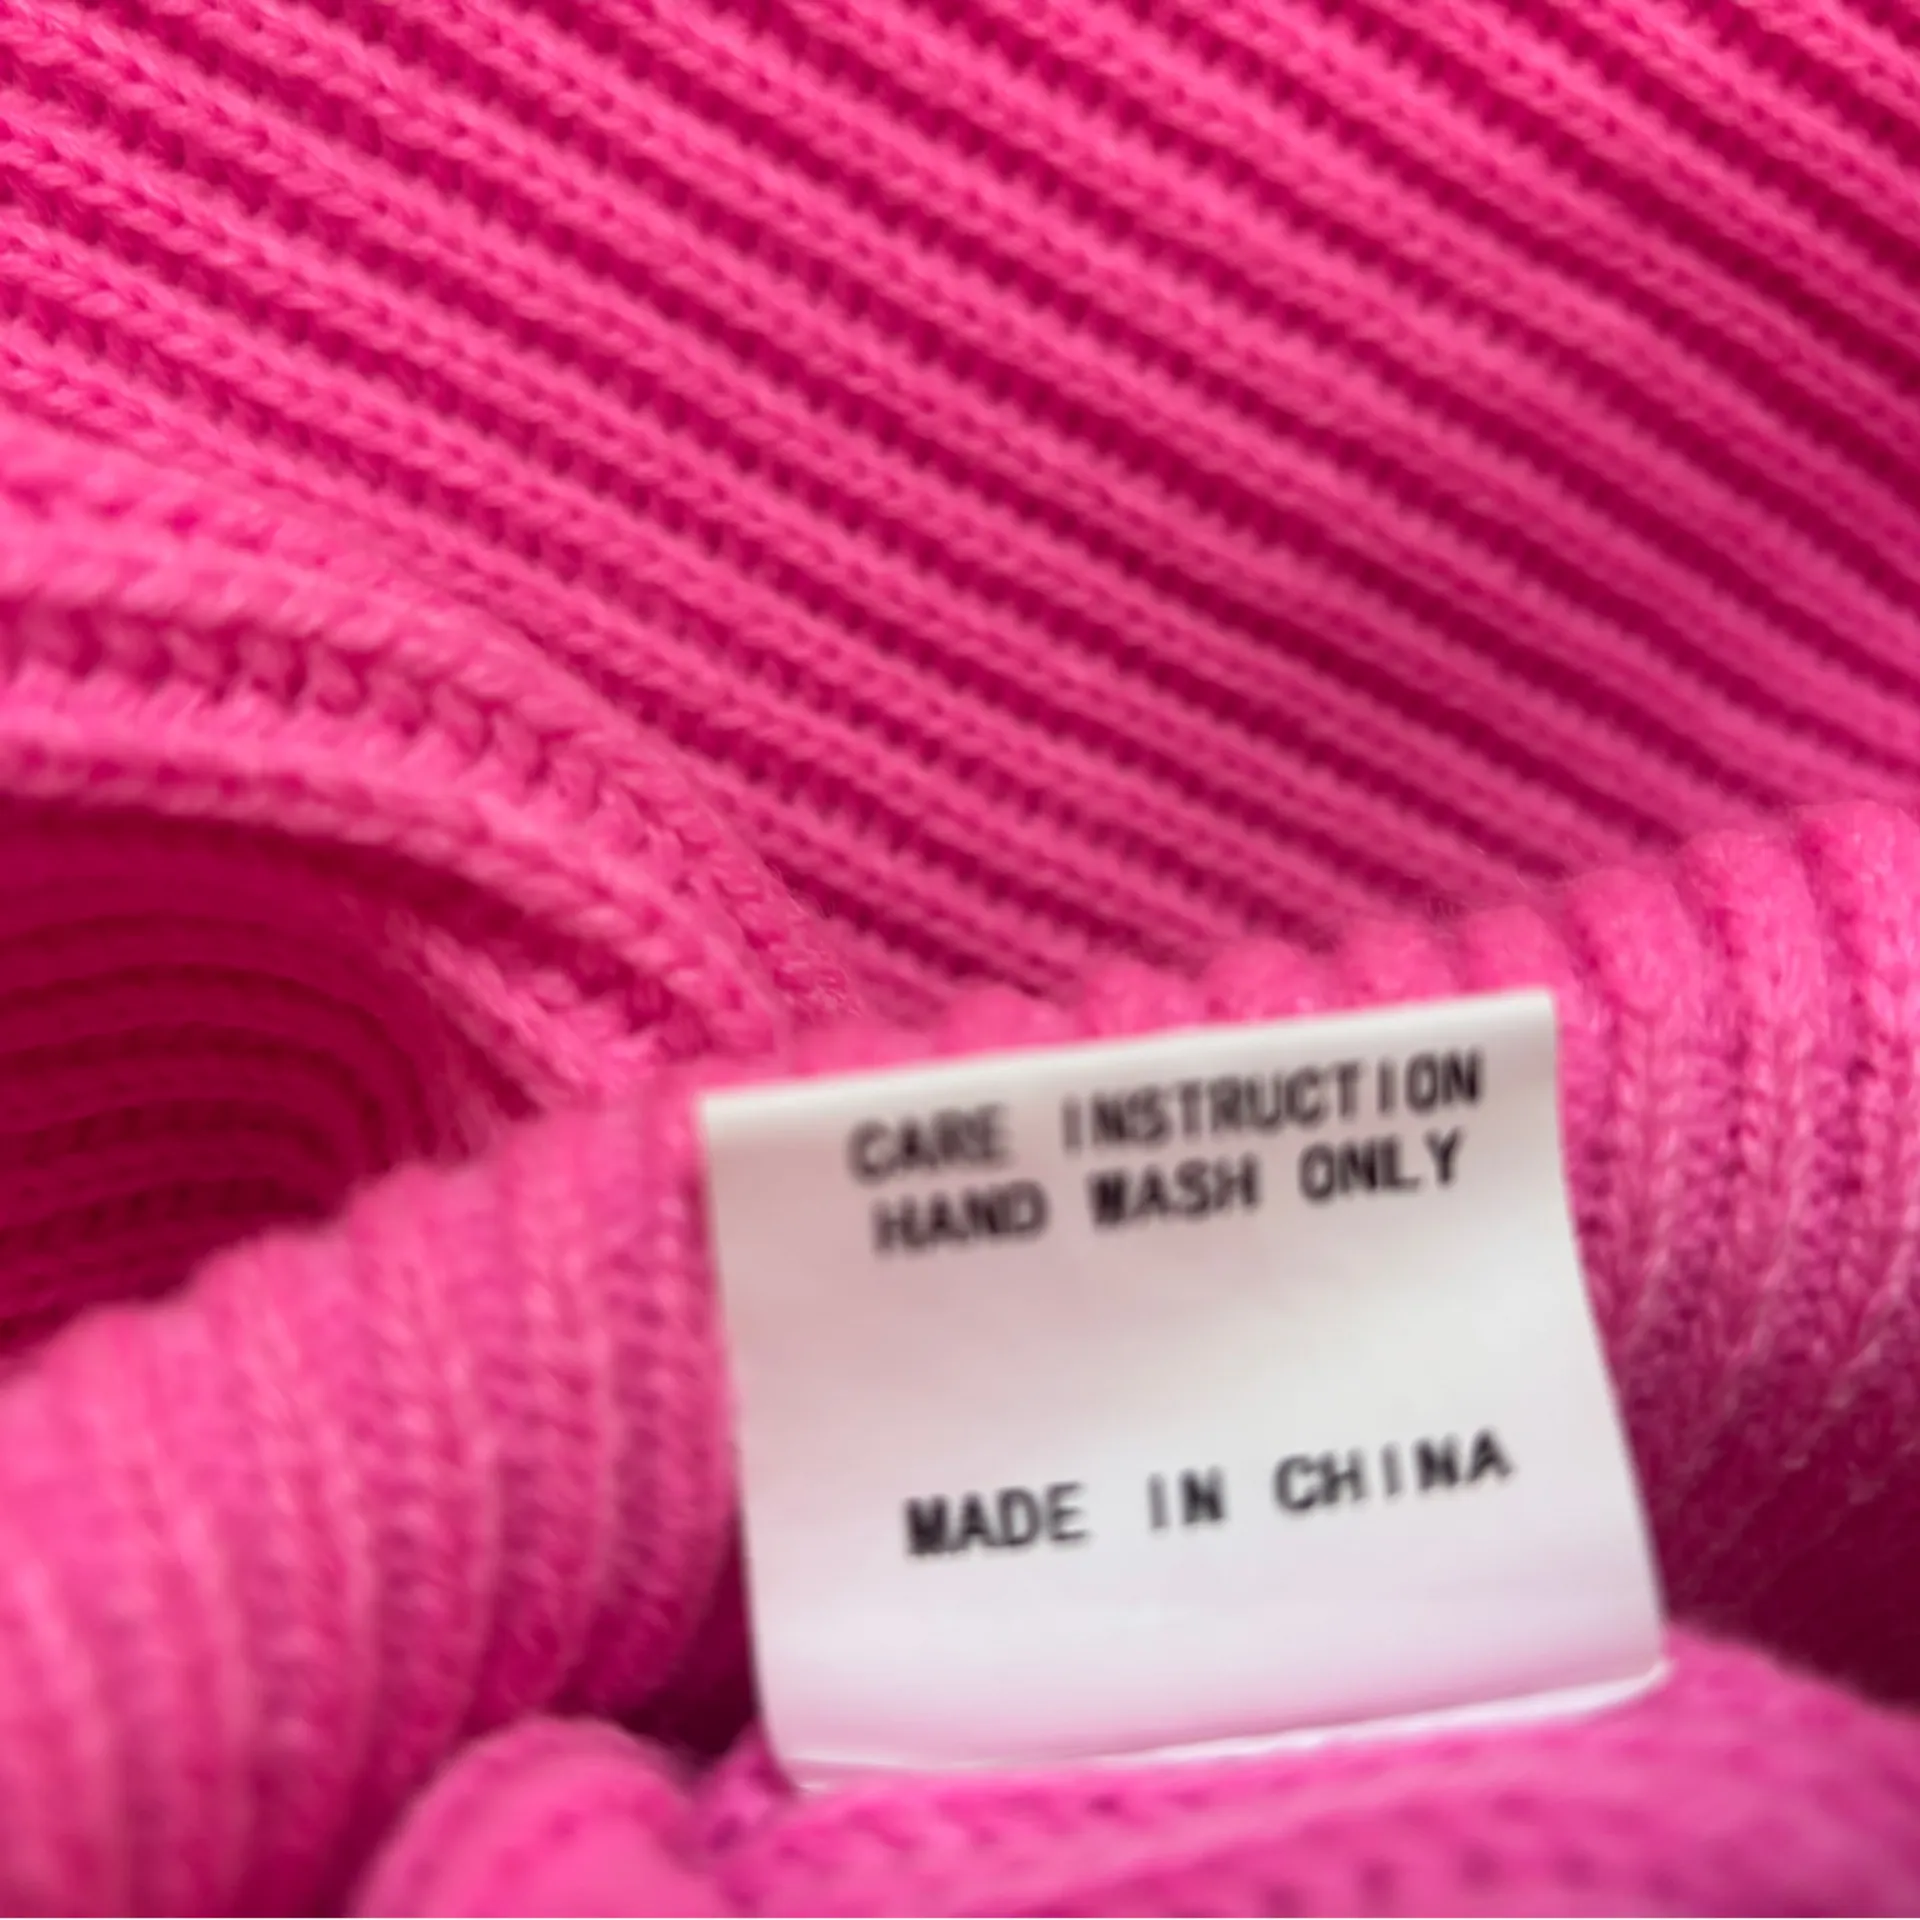 CARE INSTRUCTION
HAND WASH ONLY
MADE IN CHINA